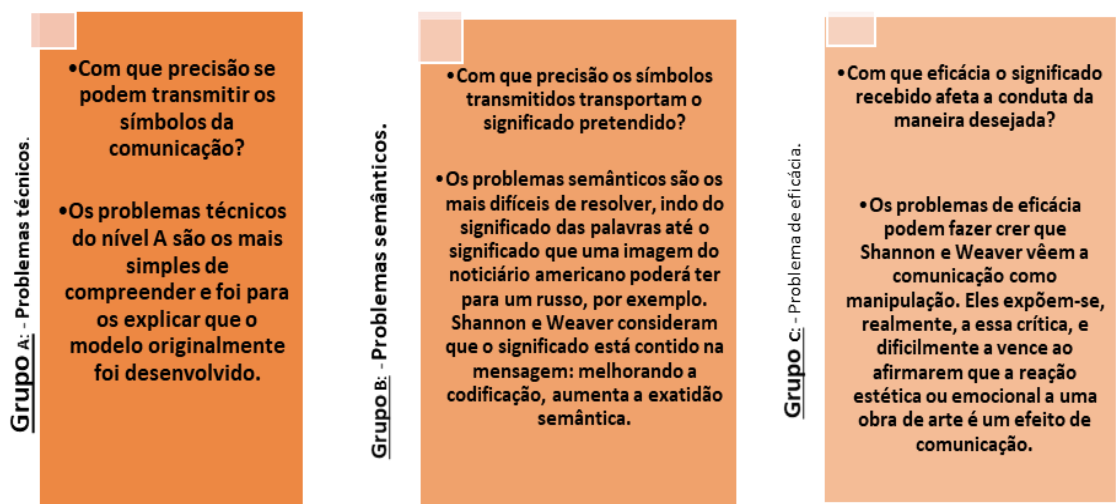 Grupo A: - Problemas técnicos.
•Com que precisão se
podem transmitir os
símbolos da
comunicação?
•Os problemas técnicos
do nível A são os mais
simples de
compreender e foi para
os explicar que o
modelo originalmente
foi desenvolvido.
Grupo B: - Problemas semânticos.
•Com que precisão os símbolos
transmitidos transportam o
significado pretendido?
•Os problemas semânticos são os
mais difíceis de resolver, indo do
significado das palavras até o
significado que uma imagem do
noticiário americano poderá ter
para um russo, por exemplo.
Shannon e Weaver consideram
que o significado está contido na
mensagem: melhorando a
codificação, aumenta a exatidão
semântica.
Grupo C: - Problema de eficácia.
•Com que eficácia o significado
recebido afeta a conduta da
maneira desejada?
•Os problemas de eficácia
podem fazer crer que
Shannon e Weaver vêem a
comunicação como
manipulação. Eles expõem-se,
realmente, a essa crítica, e
dificilmente a vence ao
afirmarem que a reação
estética ou emocional a uma
obra de arte é um efeito de
comunicação.